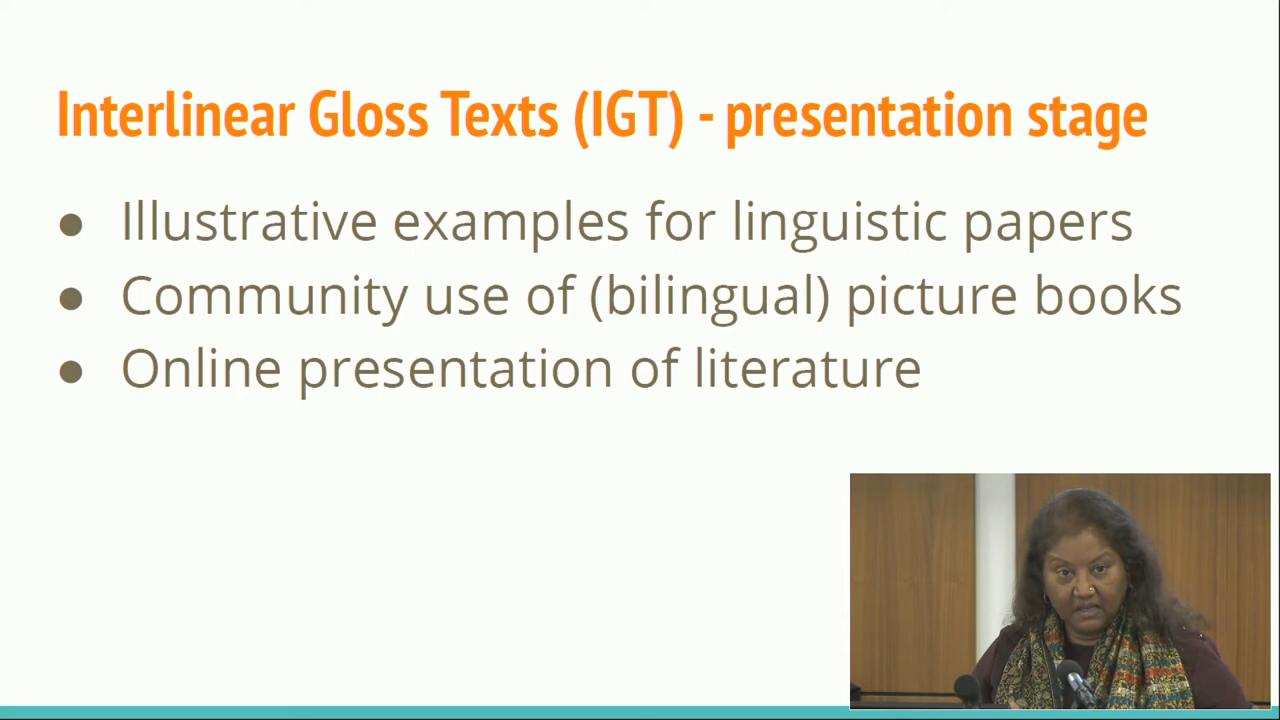 Interlinear Gloss Texts (IGT) - presentation stage
● Illustrative examples for linguistic papers
● Community use of (bilingual) picture books
● Online presentation of literature